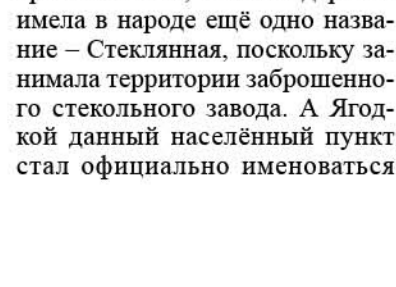 имела в народе ещё одно назва-
ние – Стеклянная, поскольку за-
нимала территории заброшенно-
го стекольного завода. А Ягод-
кой данный населённый пункт
стал официально именоваться